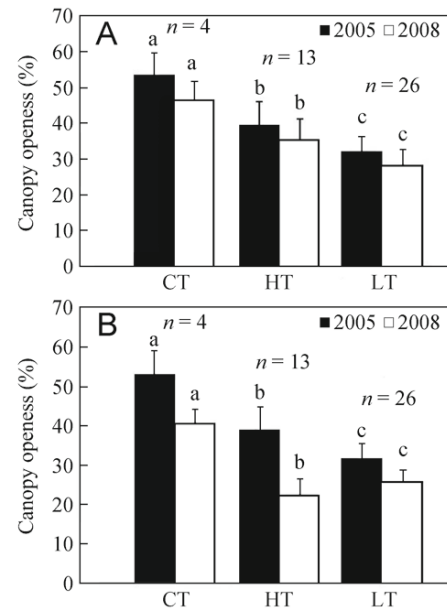 A n = 4 ■ 2005 □ 2008
a a n = 13
b b n = 26
c c
Canopy openess (%)
70
60
50
40
30
20
10
0
CT HT LT
B n = 4 ■ 2005 □ 2008
a n = 13
a b n = 26
c c
b
Canopy openess (%)
70
60
50
40
30
20
10
0
CT HT LT